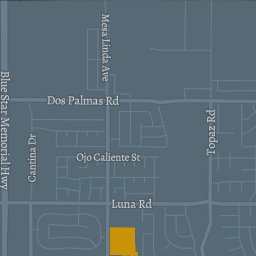 Mesa Linda Ave
Dos Palmas Rd
Blue Star Memorial Hwy
Cantina Dr
Topaz Rd
Ojo Caliente St
Luna Rd